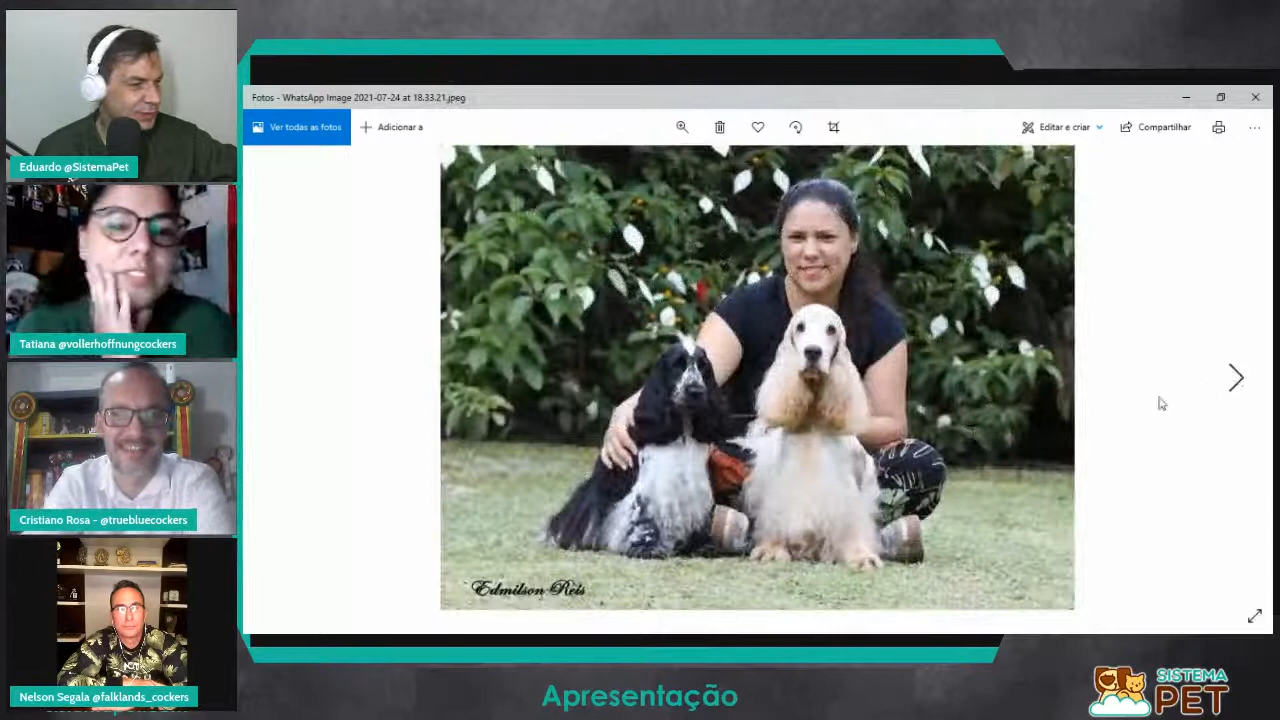 Eduardo @SistemaPet
Tatiana @vollerhoffnungcockers
Cristiano Rosa - @truebluecockers
Nelson Segala @falklands_cockers
Fotos - WhatsApp Image 2021-07-24 at 18.33.21.jpeg
Ver todas as fotos
Adicionar a
Editar e criar
Compartilhar
Edmilson Reis
Apresentação
SISTEMA
PET